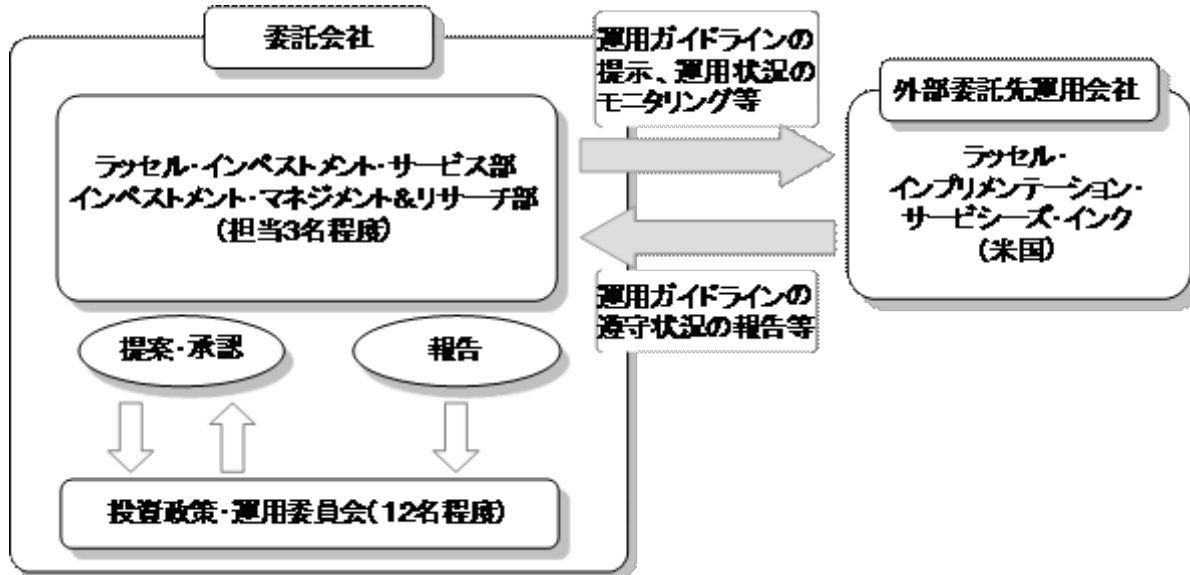 委託会社
運用ガイドラインの
提示、運用状況の
モニタリング等
外部委託先運用会社
ラッセル・インベストメント・サービス部
インベストメント・マネジメント&リサーチ部
(担当3名程度)
ラッセル・
インプリメンテーション・
サービシーズ・インク
(米国)
運用ガイドラインの
遵守状況の報告等
提案・承認
報告
投資政策・運用委員会(12名程度)